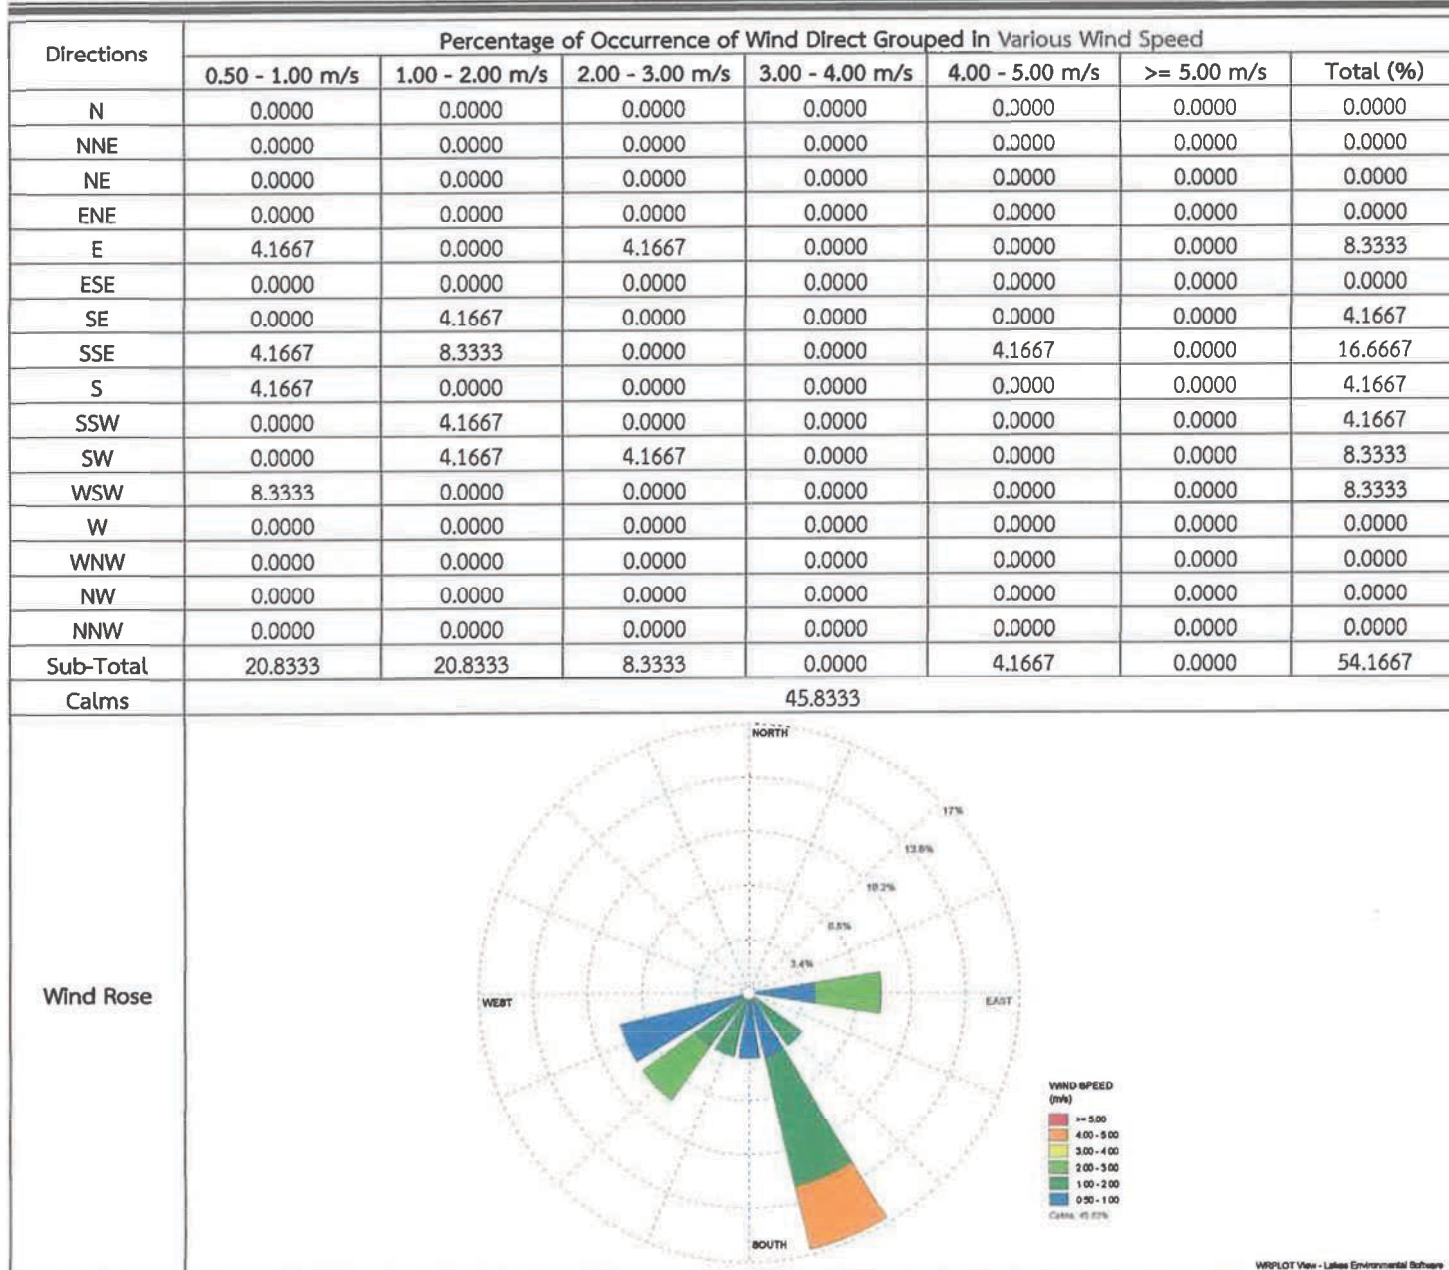 Directions Percentage of Occurrence of Wind Direct Grouped in Various Wind Speed
0.50 - 1.00 m/s 1.00 - 2.00 m/s 2.00 - 3.00 m/s 3.00 - 4.00 m/s 4.00 - 5.00 m/s >= 5.00 m/s Total (%)
N 0.0000 0.0000 0.0000 0.0000 0.0000 0.0000 0.0000
NNE 0.0000 0.0000 0.0000 0.0000 0.0000 0.0000 0.0000
NE 0.0000 0.0000 0.0000 0.0000 0.0000 0.0000 0.0000
ENE 0.0000 0.0000 0.0000 0.0000 0.0000 0.0000 0.0000
E 4.1667 0.0000 4.1667 0.0000 0.0000 0.0000 8.3333
ESE 0.0000 0.0000 0.0000 0.0000 0.0000 0.0000 0.0000
SE 0.0000 4.1667 0.0000 0.0000 0.0000 0.0000 4.1667
SSE 4.1667 8.3333 0.0000 0.0000 4.1667 0.0000 16.6667
S 4.1667 0.0000 0.0000 0.0000 0.0000 0.0000 4.1667
SSW 0.0000 4.1667 0.0000 0.0000 0.0000 0.0000 4.1667
SW 0.0000 4.1667 4.1667 0.0000 0.0000 0.0000 8.3333
WSW 8.3333 0.0000 0.0000 0.0000 0.0000 0.0000 8.3333
W 0.0000 0.0000 0.0000 0.0000 0.0000 0.0000 0.0000
WNW 0.0000 0.0000 0.0000 0.0000 0.0000 0.0000 0.0000
NW 0.0000 0.0000 0.0000 0.0000 0.0000 0.0000 0.0000
NNW 0.0000 0.0000 0.0000 0.0000 0.0000 0.0000 0.0000
Sub-Total 20.8333 20.8333 8.3333 0.0000 4.1667 0.0000 54.1667
Calms 45.8333
Wind Rose
NORTH
17%
13.6%
10.2%
6.8%
3.4%
WEST
EAST
SOUTH
WIND SPEED
(m/s)
>= 5.00
4.00 - 5.00
3.00 - 4.00
2.00 - 3.00
1.00 - 2.00
0.50 - 1.00
Calms: 45.83%
WRPLOT View - Lakes Environmental Software